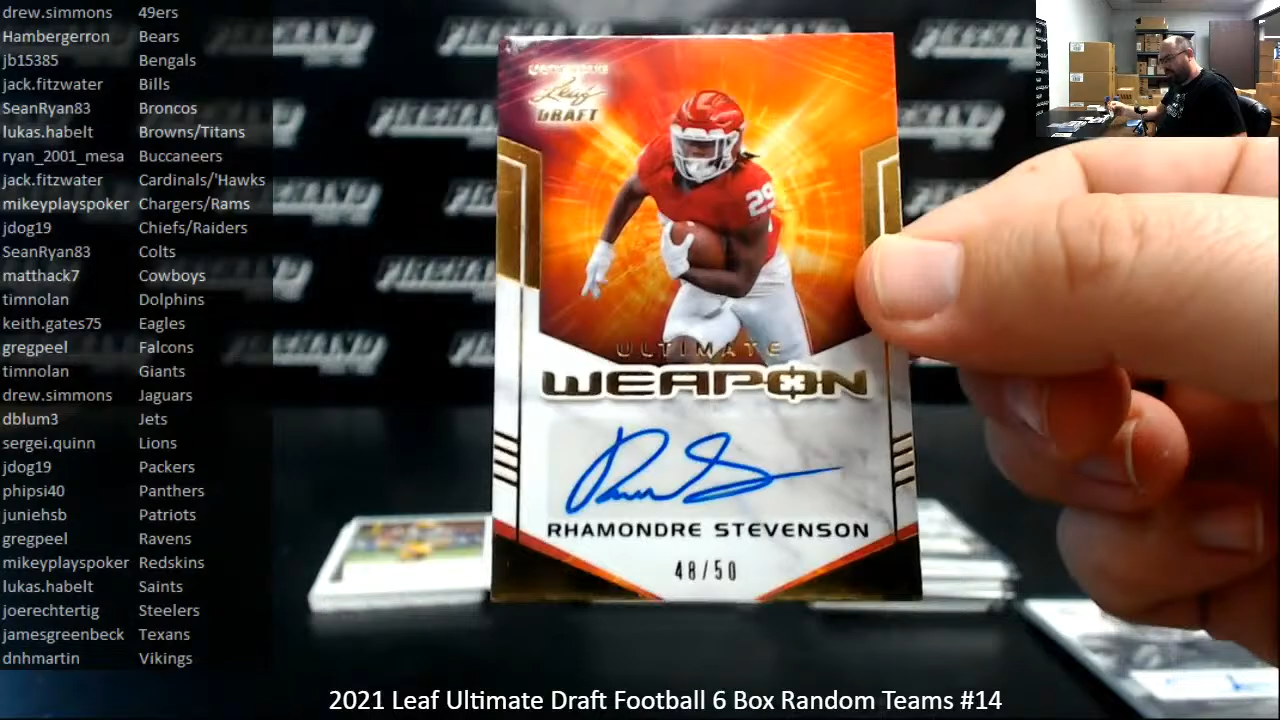 drew.simmons 49ers
Hambergerron Bears
jb15385 Bengals
jack.fitzwater Bills
SeanRyan83 Broncos
lukas.habelt Browns/Titans
ryan_2001_mesa Buccaneers
jack.fitzwater Cardinals/'Hawks
mikeyplayspoker Chargers/Rams
jdog19 Chiefs/Raiders
SeanRyan83 Colts
matthack7 Cowboys
timnolan Dolphins
keith.gates75 Eagles
gregpeel Falcons
timnolan Giants
drew.simmons Jaguars
dblum3 Jets
sergei.quinn Lions
jdog19 Packers
phipsi40 Panthers
juniehsb Patriots
gregpeel Ravens
mikeyplayspoker Redskins
lukas.habelt Saints
joerechtertig Steelers
jamesgreenbeck Texans
dnhmartin Vikings
ULTIMATE
Leaf
DRAFT
29
ULTIMATE
WEAPON
RHAMONDRE STEVENSON
48/50
2021 Leaf Ultimate Draft Football 6 Box Random Teams #14